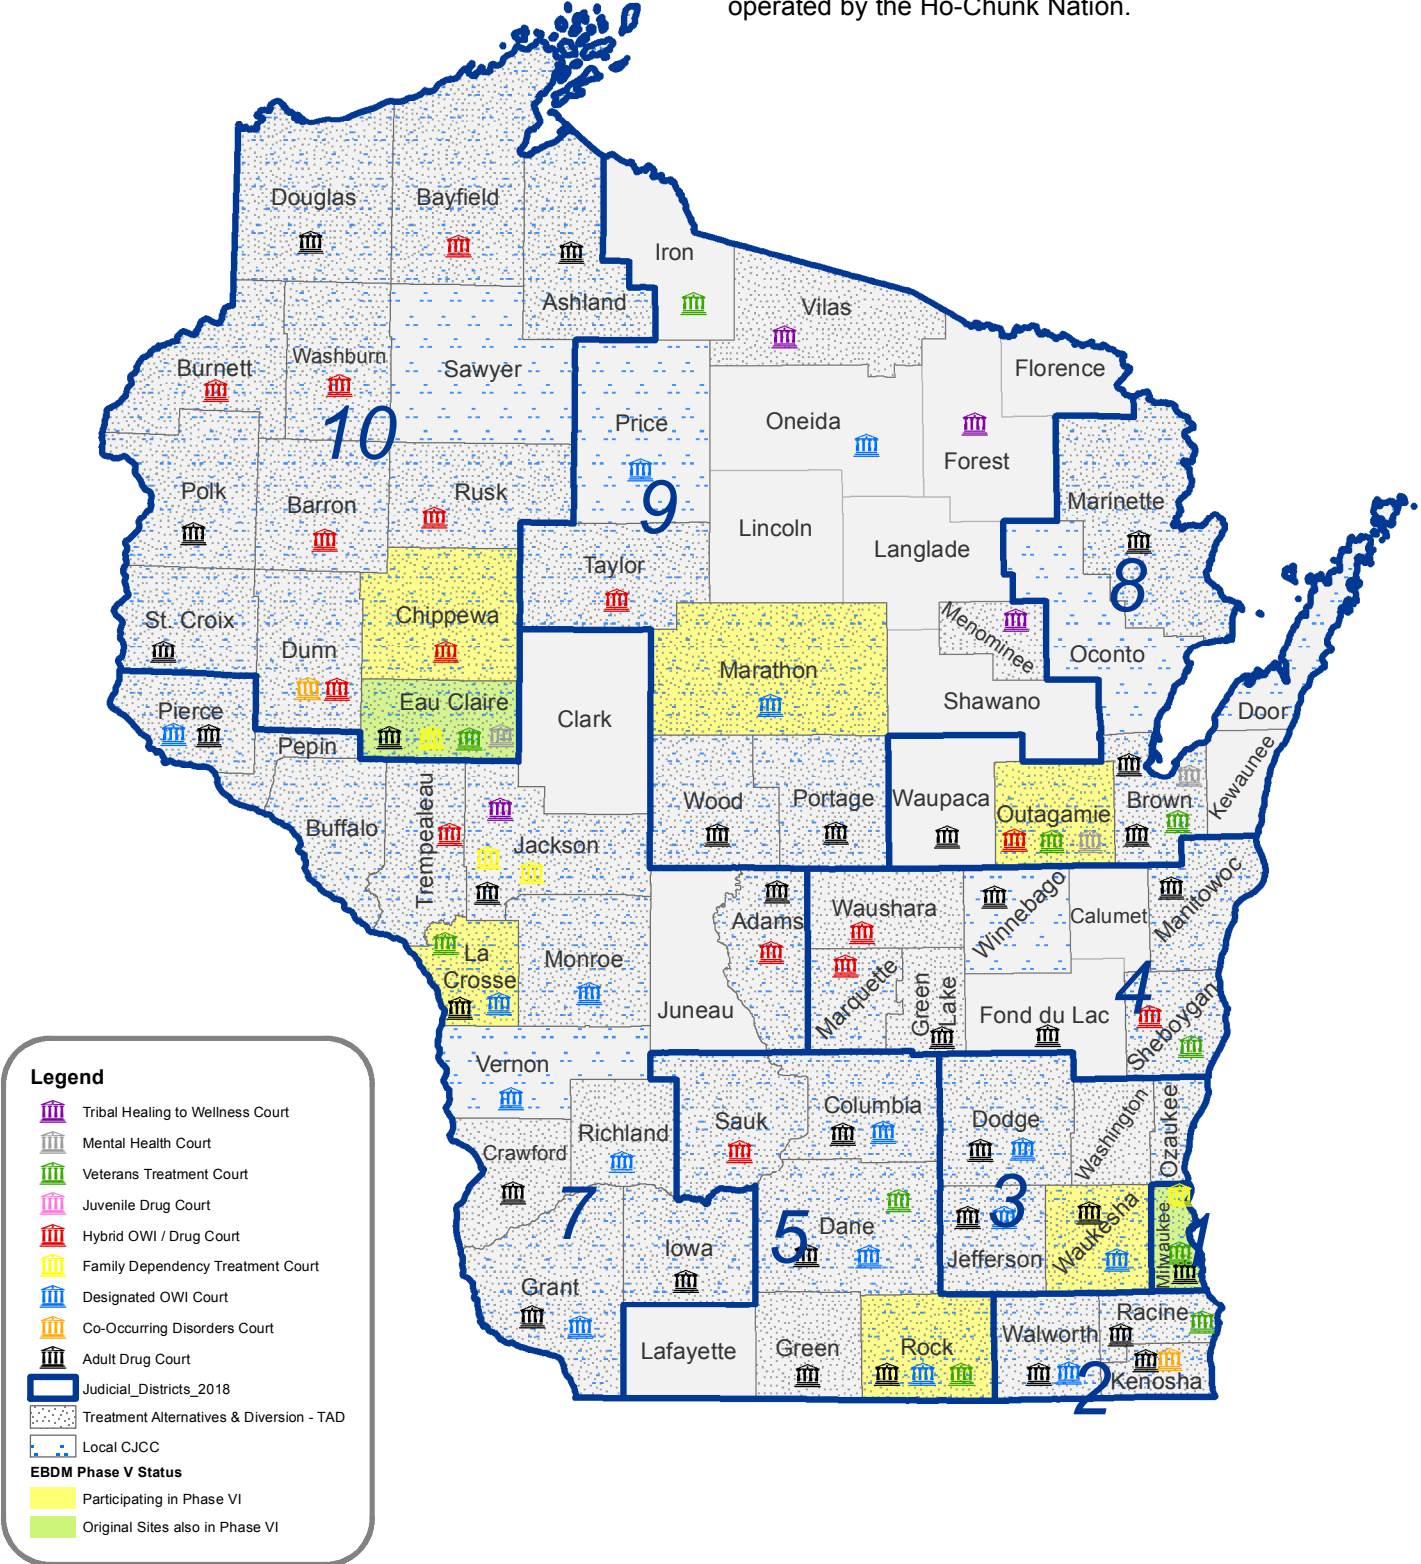 operated by the Ho-Chunk Nation.
Douglas
Bayfield
Ashland
Iron
Vilas
Burnett
Washburn
Sawyer
10
Price
Oneida
Florence
Forest
Polk
Barron
Rusk
9
Lincoln
Langlade
Marinette
8
Taylor
St. Croix
Dunn
Chippewa
Marathon
Menominee
Oconto
Shawano
Pierce
Pepin
Eau Claire
Clark
Door
Kewaunee
Buffalo
Trempealeau
Jackson
Wood
Portage
Waupaca
Outagamie
Brown
La
Crosse
Monroe
Juneau
Adams
Waushara
Marquette
Green
Lake
Winnebago
Calumet
Manitowoc
Fond du Lac
4
Sheboygan
Vernon
Richland
Crawford
Sauk
Columbia
Dodge
Washington
Ozaukee
7
Grant
Iowa
5
Dane
3
Jefferson
Waukesha
Milwaukee
1
Lafayette
Green
Rock
Walworth
Racine
2
Kenosha
Legend
Tribal Healing to Wellness Court
Mental Health Court
Veterans Treatment Court
Juvenile Drug Court
Hybrid OWI / Drug Court
Family Dependency Treatment Court
Designated OWI Court
Co-Occurring Disorders Court
Adult Drug Court
Judicial_Districts_2018
Treatment Alternatives & Diversion - TAD
Local CJCC
EBDM Phase V Status
Participating in Phase VI
Original Sites also in Phase VI